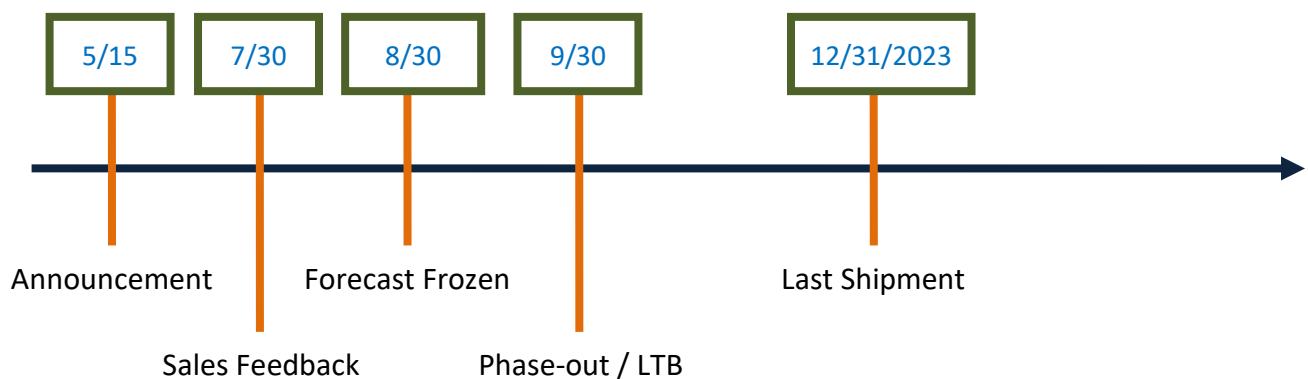 5/15
7/30
8/30
9/30
12/31/2023
Announcement
Forecast Frozen
Last Shipment
Sales Feedback
Phase-out / LTB